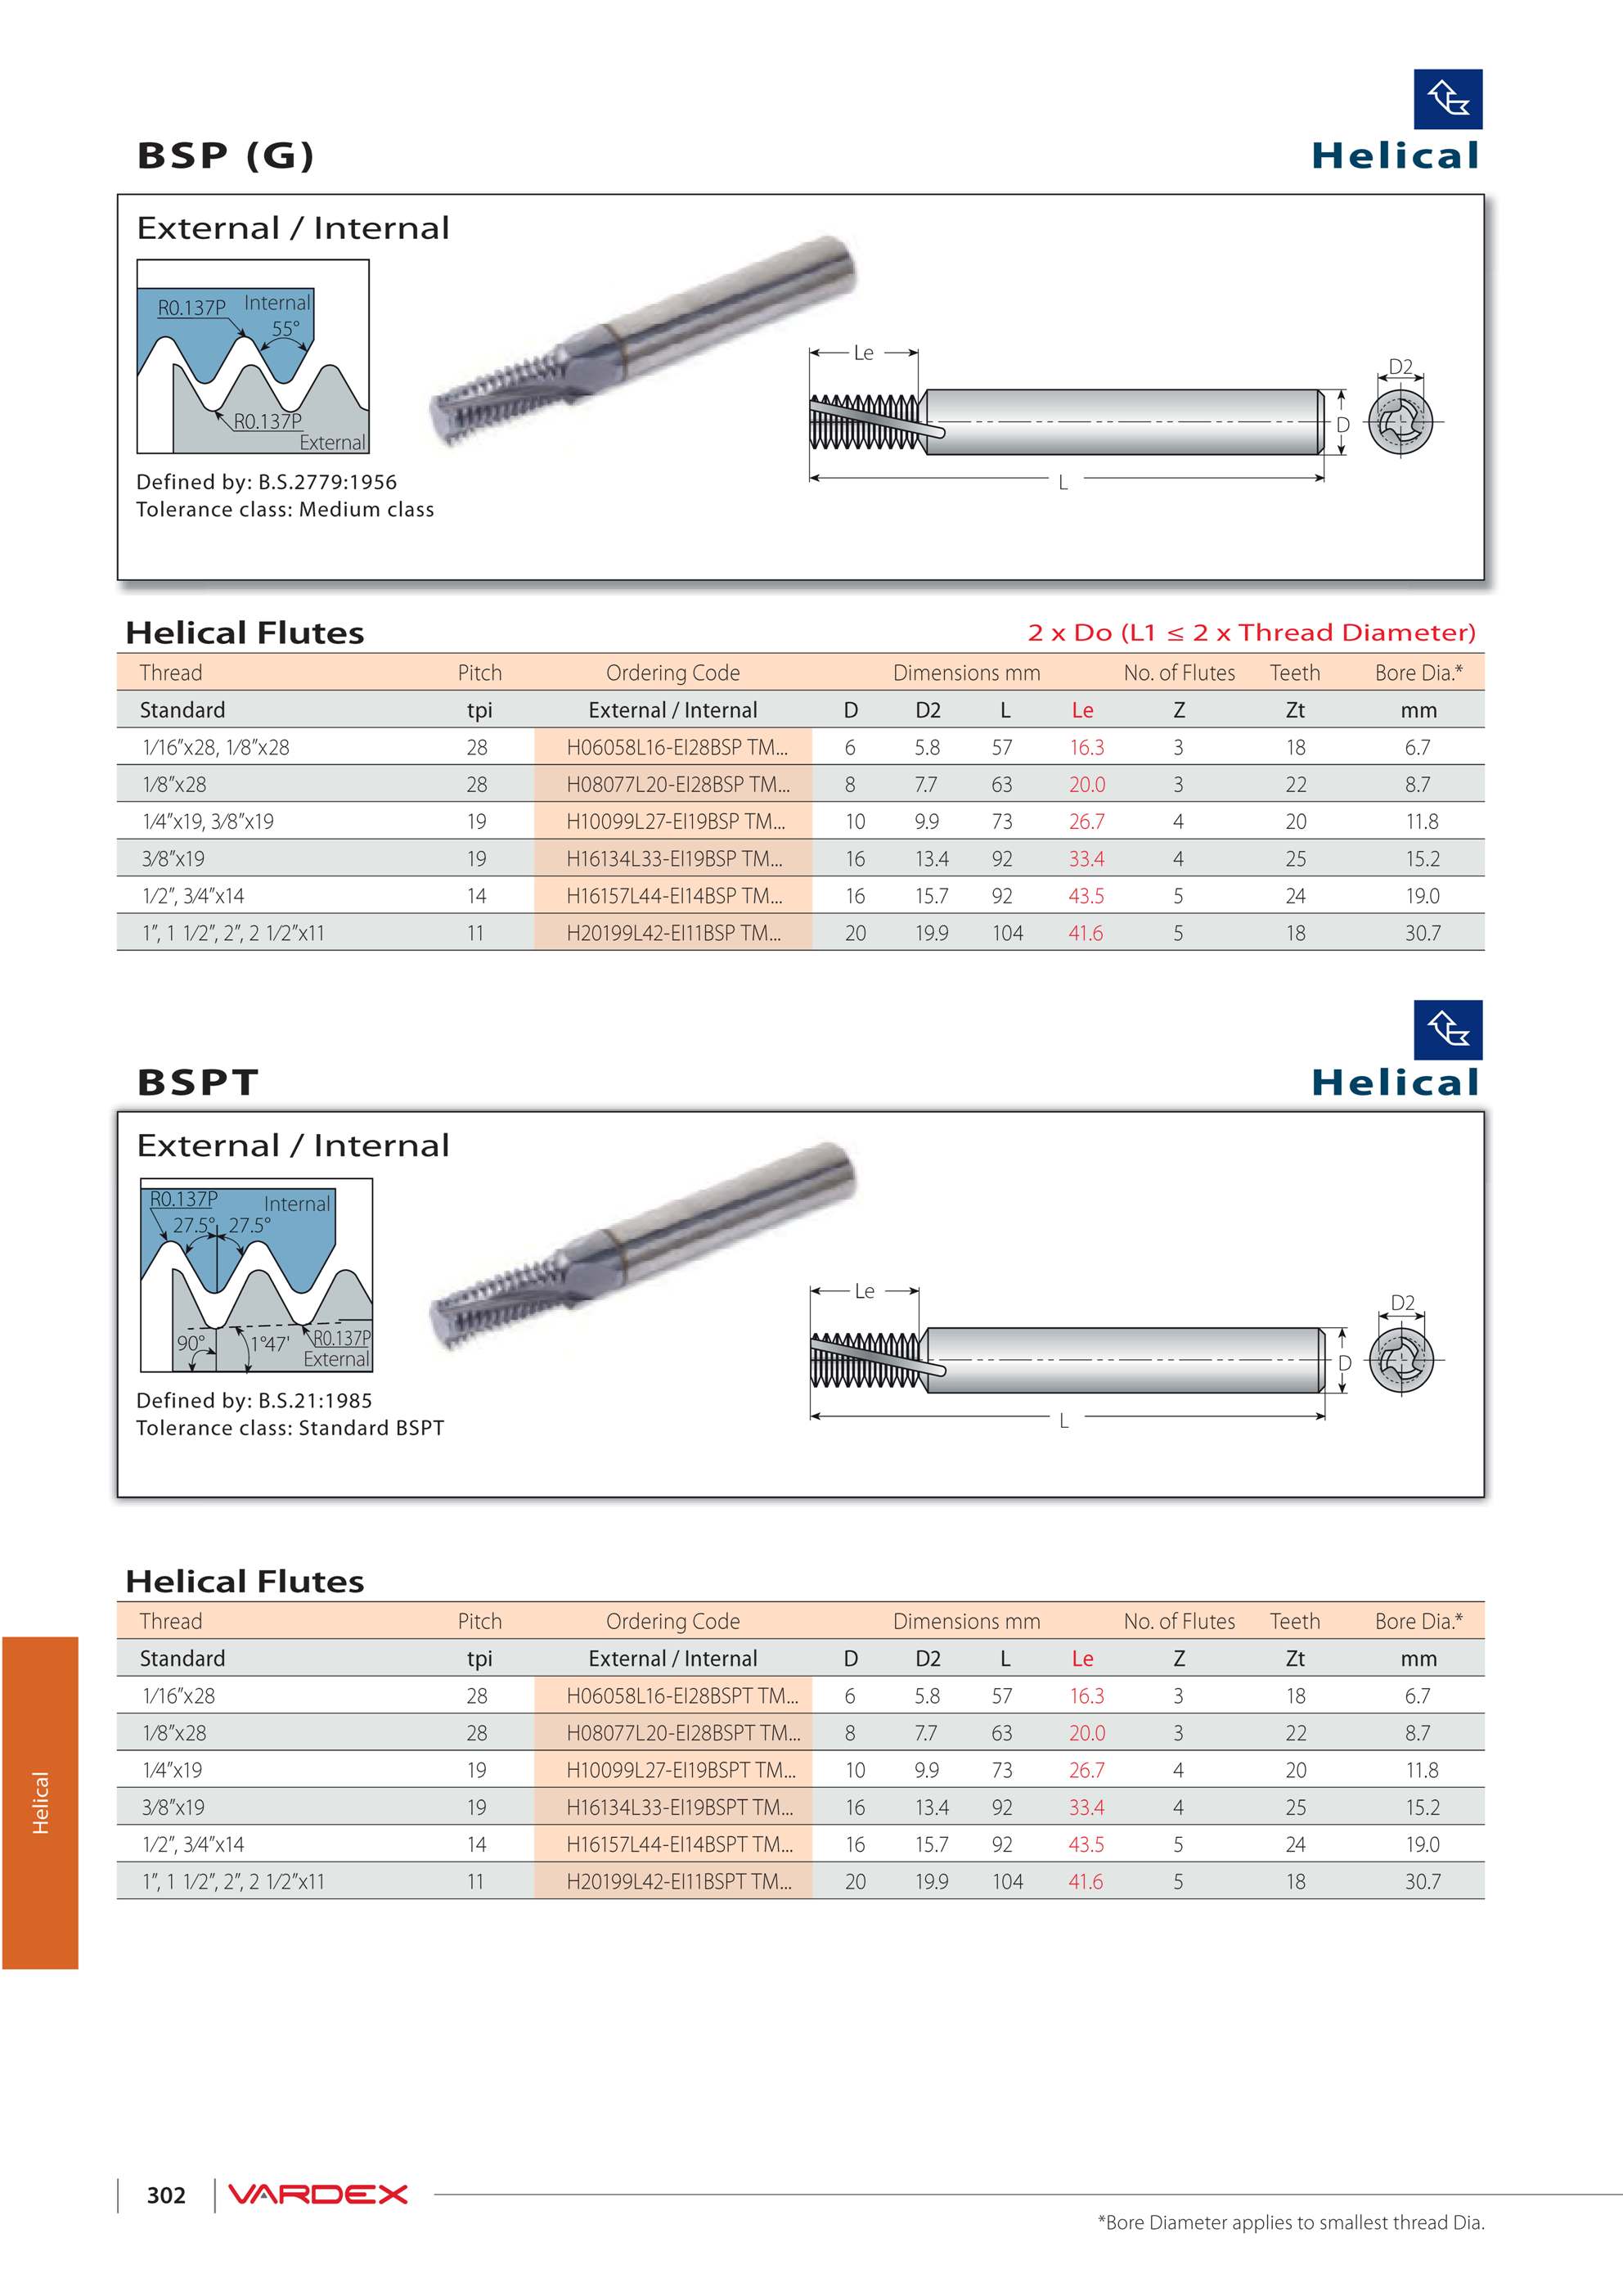 BSP (G)
Helical
External / Internal
R0.137P
Internal
55°
R0.137P
External
Le
D2
D
L
Defined by: B.S.2779:1956
Tolerance class: Medium class
Helical Flutes
2 x Do (L1 ≤ 2 x Thread Diameter)
Thread Pitch Ordering Code Dimensions mm No. of Flutes Teeth Bore Dia.*
Standard tpi External / Internal D D2 L Le Z Zt mm
1/16"x28, 1/8"x28 28 H06058L16-EI28BSP TM... 6 5.8 57 16.3 3 18 6.7
1/8"x28 28 H08077L20-EI28BSP TM... 8 7.7 63 20.0 3 22 8.7
1/4"x19, 3/8"x19 19 H10099L27-EI19BSP TM... 10 9.9 73 26.7 4 20 11.8
3/8"x19 19 H16134L33-EI19BSP TM... 16 13.4 92 33.4 4 25 15.2
1/2", 3/4"x14 14 H16157L44-EI14BSP TM... 16 15.7 92 43.5 5 24 19.0
1", 1 1/2", 2", 2 1/2"x11 11 H20199L42-EI11BSP TM... 20 19.9 104 41.6 5 18 30.7
BSPT
Helical
External / Internal
R0.137P
Internal
27.5° 27.5°
90°
1°47'
R0.137P
External
Le
D2
D
L
Defined by: B.S.21:1985
Tolerance class: Standard BSPT
Helical Flutes
Thread Pitch Ordering Code Dimensions mm No. of Flutes Teeth Bore Dia.*
Standard tpi External / Internal D D2 L Le Z Zt mm
1/16"x28 28 H06058L16-EI28BSPT TM... 6 5.8 57 16.3 3 18 6.7
1/8"x28 28 H08077L20-EI28BSPT TM... 8 7.7 63 20.0 3 22 8.7
1/4"x19 19 H10099L27-EI19BSPT TM... 10 9.9 73 26.7 4 20 11.8
3/8"x19 19 H16134L33-EI19BSPT TM... 16 13.4 92 33.4 4 25 15.2
1/2", 3/4"x14 14 H16157L44-EI14BSPT TM... 16 15.7 92 43.5 5 24 19.0
1", 1 1/2", 2", 2 1/2"x11 11 H20199L42-EI11BSPT TM... 20 19.9 104 41.6 5 18 30.7
Helical
302 VARDEX
*Bore Diameter applies to smallest thread Dia.